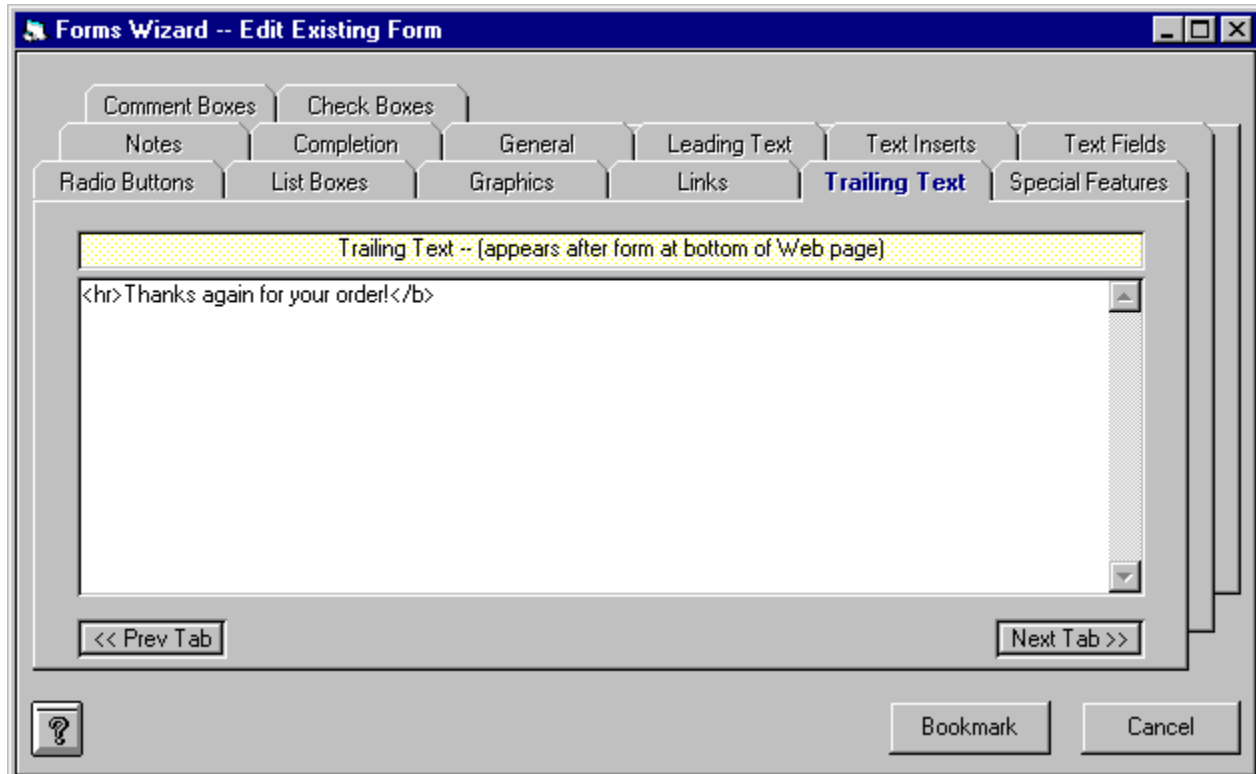 Forms Wizard -- Edit Existing Form
Comment Boxes Check Boxes
Notes Completion General Leading Text Text Inserts Text Fields
Radio Buttons List Boxes Graphics Links Trailing Text Special Features
Trailing Text -- (appears after form at bottom of Web page)
<hr>Thanks again for your order!</b>
<< Prev Tab Next Tab >>
? Bookmark Cancel